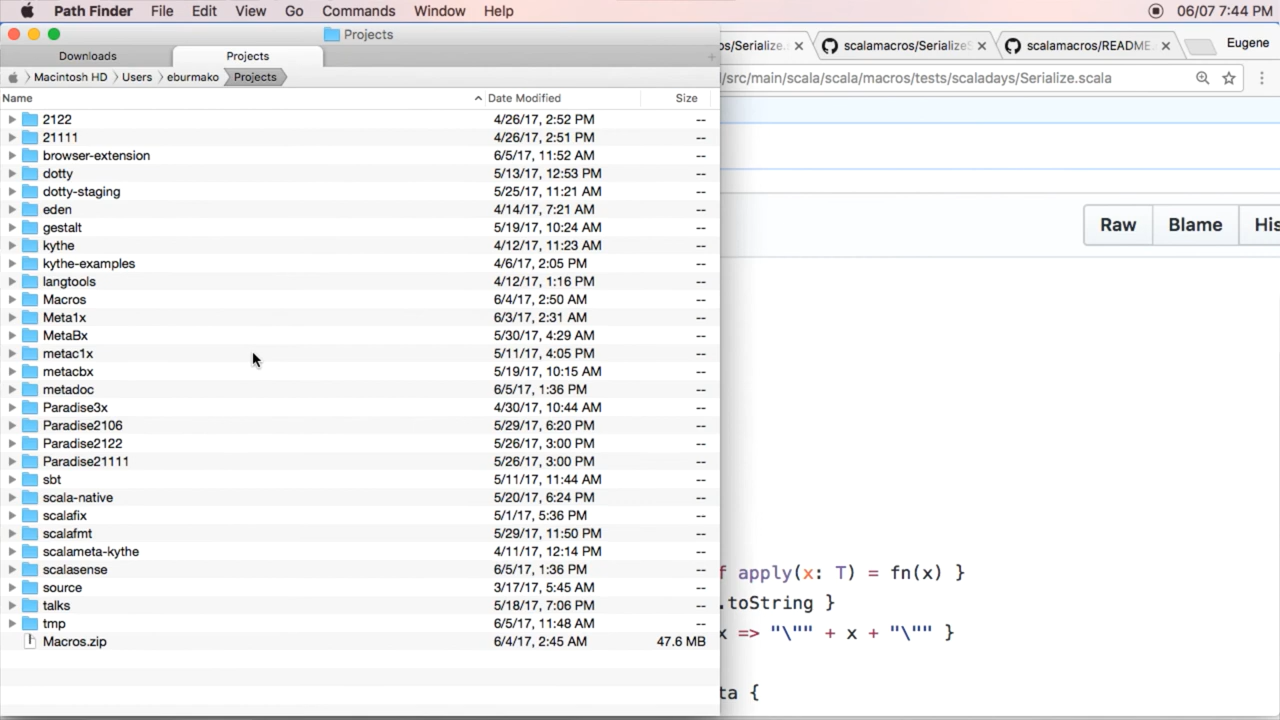 Path Finder File Edit View Go Commands Window Help 06/07 7:44 PM
Projects
Downloads Projects
Macintosh HD Users eburmako Projects
Name Date Modified Size
2122 4/26/17, 2:52 PM --
21111 4/26/17, 2:51 PM --
browser-extension 6/5/17, 11:52 AM --
dotty 5/13/17, 12:53 PM --
dotty-staging 5/25/17, 11:21 AM --
eden 4/14/17, 7:21 AM --
gestalt 5/19/17, 10:24 AM --
kythe 4/12/17, 11:23 AM --
kythe-examples 4/6/17, 2:05 PM --
langtools 4/12/17, 1:16 PM --
Macros 6/4/17, 2:50 AM --
Meta1x 6/3/17, 2:31 AM --
MetaBx 5/30/17, 4:29 AM --
metac1x 5/11/17, 4:05 PM --
metacbx 5/19/17, 10:15 AM --
metadoc 6/5/17, 1:36 PM --
Paradise3x 4/30/17, 10:44 AM --
Paradise2106 5/29/17, 6:20 PM --
Paradise2122 5/26/17, 3:00 PM --
Paradise21111 5/26/17, 3:00 PM --
sbt 5/11/17, 11:44 AM --
scala-native 5/20/17, 6:24 PM --
scalafix 5/1/17, 5:36 PM --
scalafmt 5/29/17, 11:50 PM --
scalameta-kythe 4/11/17, 12:14 PM --
scalasense 6/5/17, 1:36 PM --
source 3/17/17, 5:45 AM --
talks 5/18/17, 7:06 PM --
tmp 6/5/17, 11:48 AM --
Macros.zip 6/4/17, 2:45 AM 47.6 MB
os/Serialize. scalamacros/Serialize scalamacros/README. Eugene
/src/main/scala/scala/macros/tests/scaladays/Serialize.scala
Raw Blame His
f apply(x: T) = fn(x) }
.toString }
x => "\"" + x + "\"" }
ta {